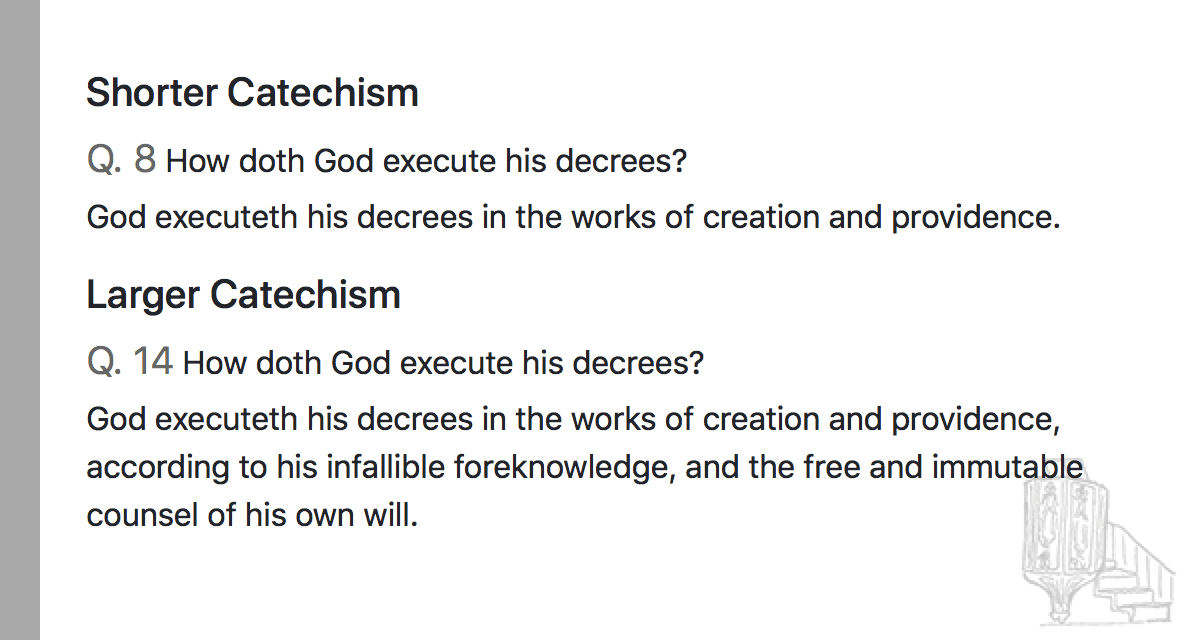 Shorter Catechism
Q. 8 How doth God execute his decrees?
God executeth his decrees in the works of creation and providence.
Larger Catechism
Q. 14 How doth God execute his decrees?
God executeth his decrees in the works of creation and providence,
according to his infallible foreknowledge, and the free and immutable
counsel of his own will.